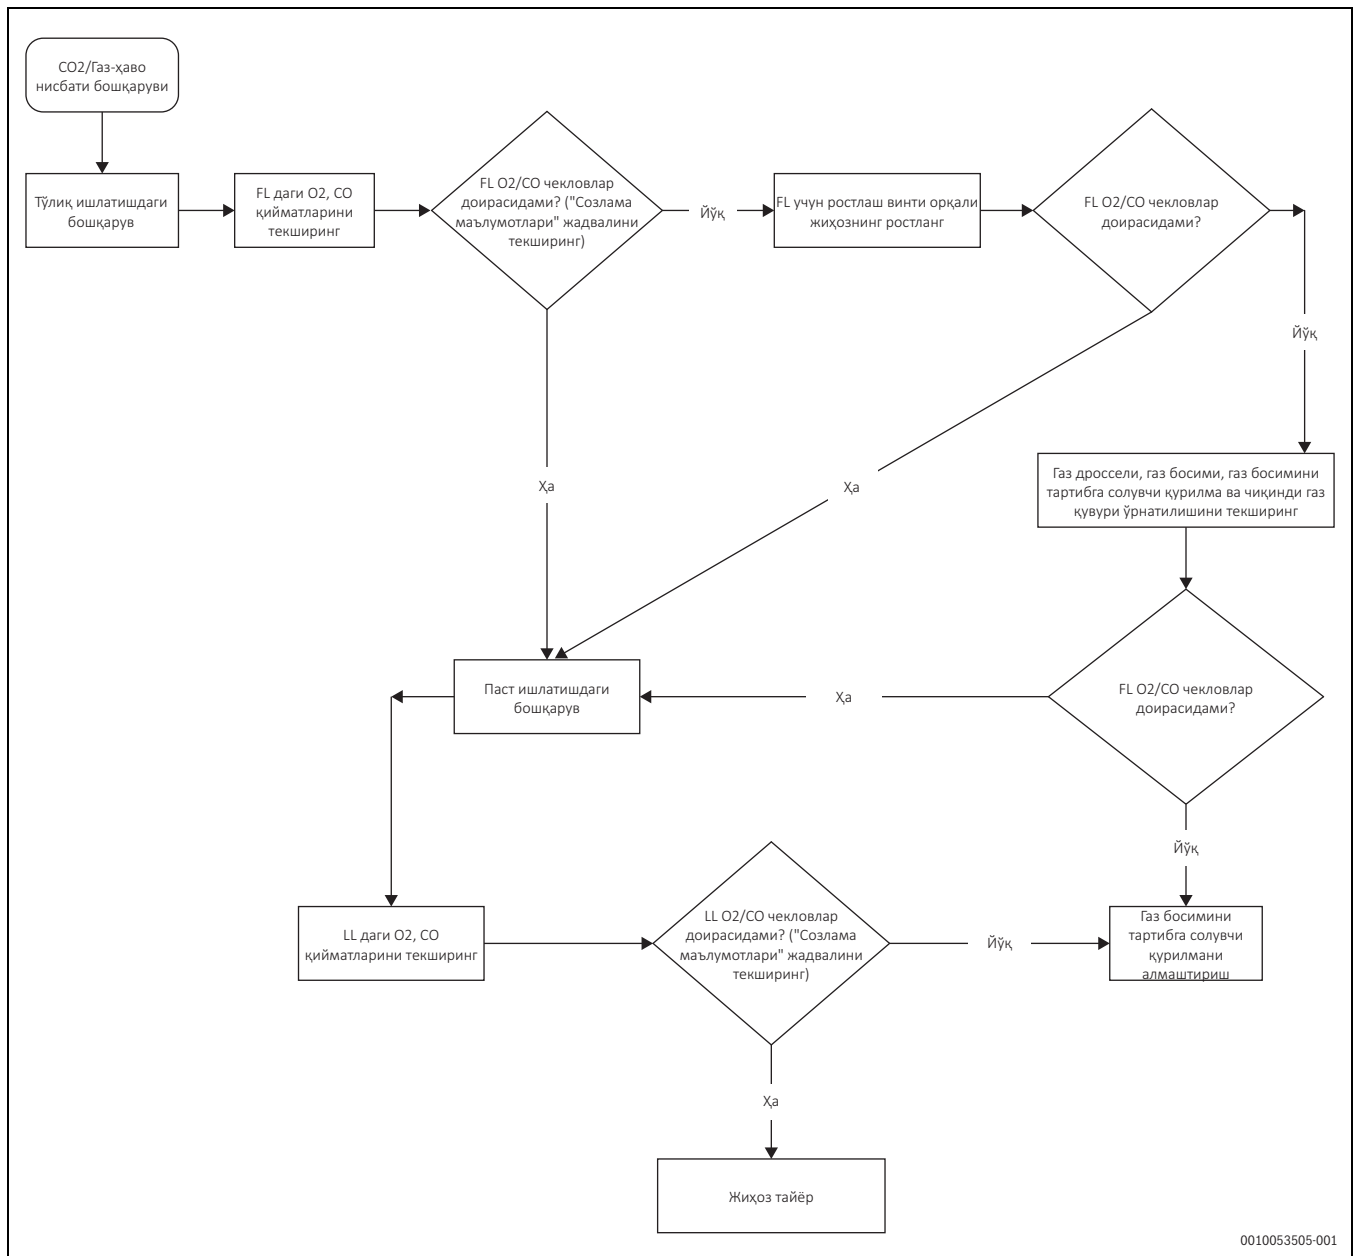 CO2/Газ-ҳаво
нисбати бошқаруви
Тўлиқ ишлатишдаги
бошқарув
FL даги O2, CO
қийматларини
текширинг
FL O2/CO чекловлар
доирасидами? ("Созлама
маълумотлари" жадвалини
текширинг)
Йўқ
FL учун ростлаш винти орқали
жиҳознинг ростланг
FL O2/CO чекловлар
доирасидами?
Йўқ
Ҳа
Ҳа
Газ дроссели, газ босими, газ босимини
тартибга солувчи қурилма ва чиқинди газ
қувури ўрнатилишини текширинг
Паст ишлатишдаги
бошқарув
Ҳа
FL O2/CO чекловлар
доирасидами?
Йўқ
LL даги O2, CO
қийматларини текширинг
LL O2/CO чекловлар
доирасидами? ("Созлама
маълумотлари" жадвалини
текширинг)
Йўқ
Газ босимини
тартибга солувчи
қурилмани
алмаштириш
Ҳа
Жиҳоз тайёр
0010053505-001